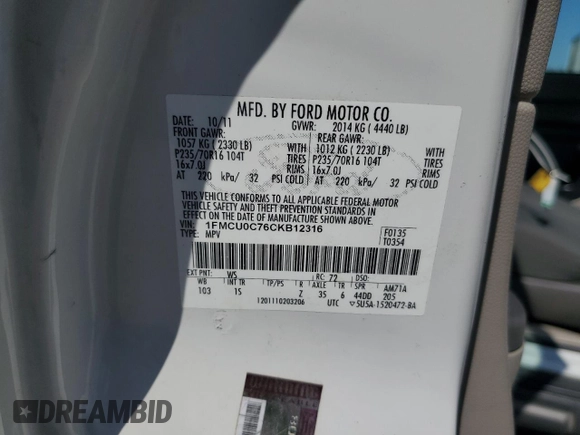 MFD. BY FORD MOTOR CO.
DATE: 10/11 GVWR: 2014 KG ( 4440 LB)
FRONT GAWR: REAR GAWR:
1057 KG ( 2330 LB) WITH 1012 KG ( 2230 LB) WITH
P235/70R16 104T TIRES P235/70R16 104T TIRES
16x7.0J RIMS 16x7.0J RIMS
AT 220 kPa/ 32 PSI COLD AT 220 kPa/ 32 PSI COLD
THIS VEHICLE CONFORMS TO ALL APPLICABLE FEDERAL MOTOR
VEHICLE SAFETY AND THEFT PREVENTION STANDARDS IN
EFFECT ON THE DATE OF MANUFACTURE SHOWN ABOVE.
VIN: 1FMCU0C76CKB12316 F0135
TYPE: MPV T0354
EXT PNT: WS RC: 72 DSO:
WB INT TR TP/PS R AXLE TR SPR AM71A
103 15 Z 35 6 44DD 205
1201110203206 UTC 5U5A-1520472-BA
DREAMBID